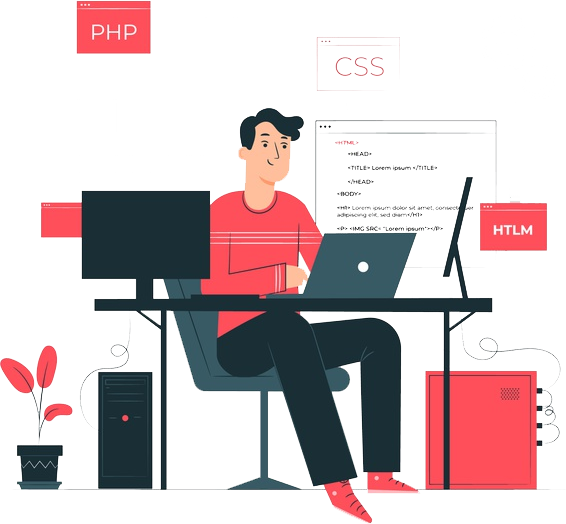 PHP
CSS
<HTML>
<HEAD>
<TITLE> Lorem ipsum </TITLE>
</HEAD>
<BODY>
<H1> Lorem ipsum dolor sit amet, consectetuer
adipiscing elit, sed diam</H1>
<P> <IMG SRC= "Lorem ipsum"></P>
HTLM